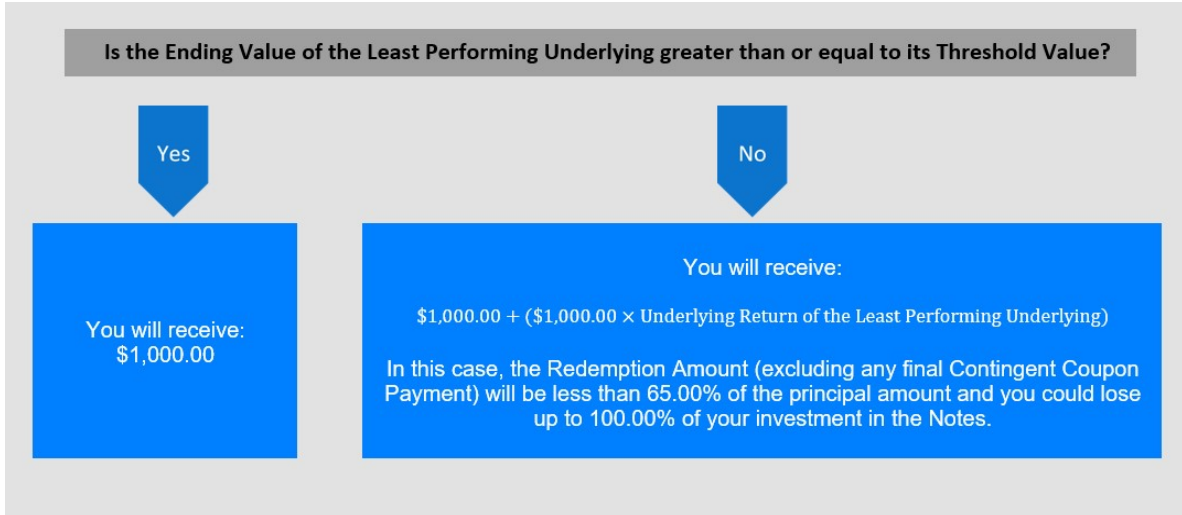 Is the Ending Value of the Least Performing Underlying greater than or equal to its Threshold Value?
Yes
No
You will receive:
$1,000.00
You will receive:
$1,000.00 + ($1,000.00 × Underlying Return of the Least Performing Underlying)
In this case, the Redemption Amount (excluding any final Contingent Coupon
Payment) will be less than 65.00% of the principal amount and you could lose
up to 100.00% of your investment in the Notes.